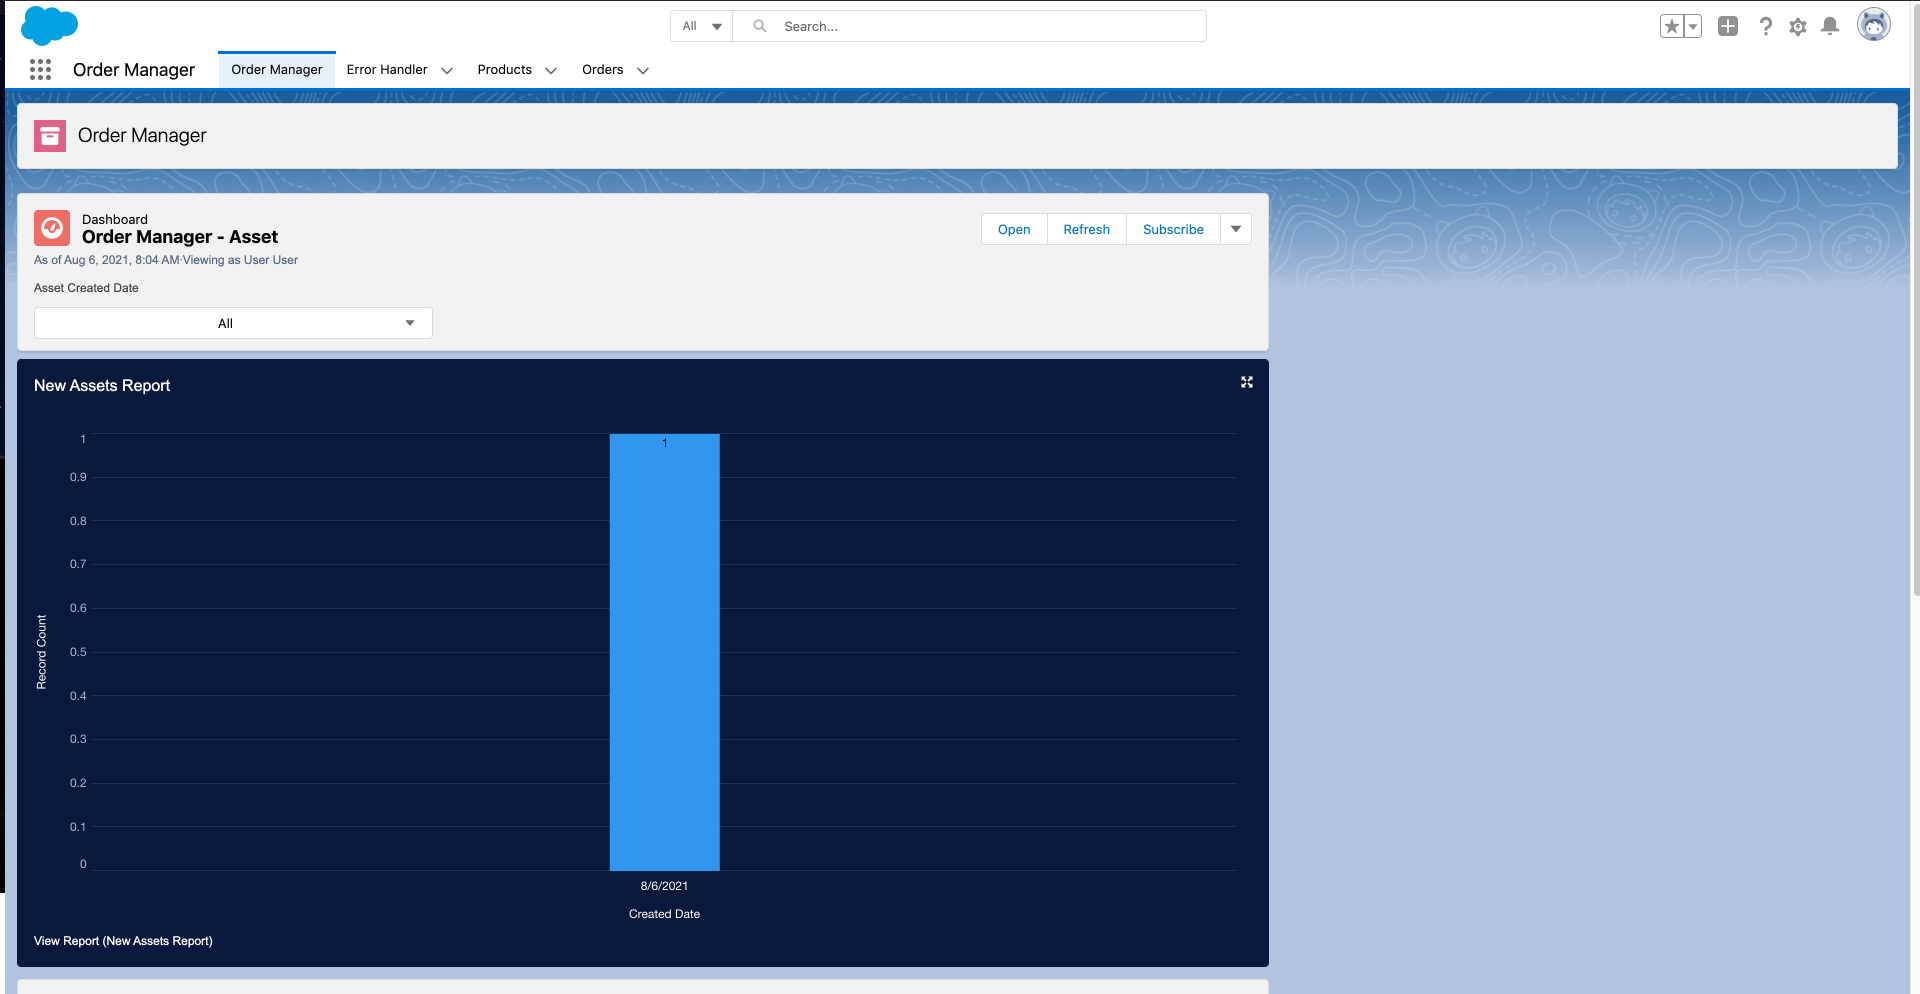 All
Search...
Order Manager
Order Manager
Error Handler
Products
Orders
Order Manager
Dashboard
Order Manager - Asset
As of Aug 6, 2021, 8:04 AM·Viewing as User User
Open
Refresh
Subscribe
Asset Created Date
All
New Assets Report
1
0.9
0.8
0.7
0.6
0.5
0.4
0.3
0.2
0.1
0
Record Count
1
8/6/2021
Created Date
View Report (New Assets Report)